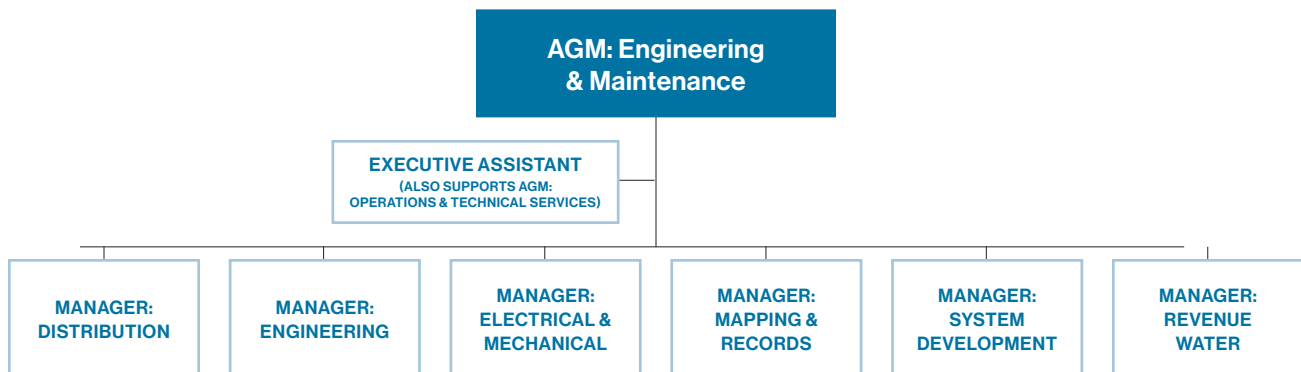 AGM: Engineering
& Maintenance
EXECUTIVE ASSISTANT
(ALSO SUPPORTS AGM:
OPERATIONS & TECHNICAL SERVICES)
MANAGER:
DISTRIBUTION
MANAGER:
ENGINEERING
MANAGER:
ELECTRICAL &
MECHANICAL
MANAGER:
MAPPING &
RECORDS
MANAGER:
SYSTEM
DEVELOPMENT
MANAGER:
REVENUE
WATER